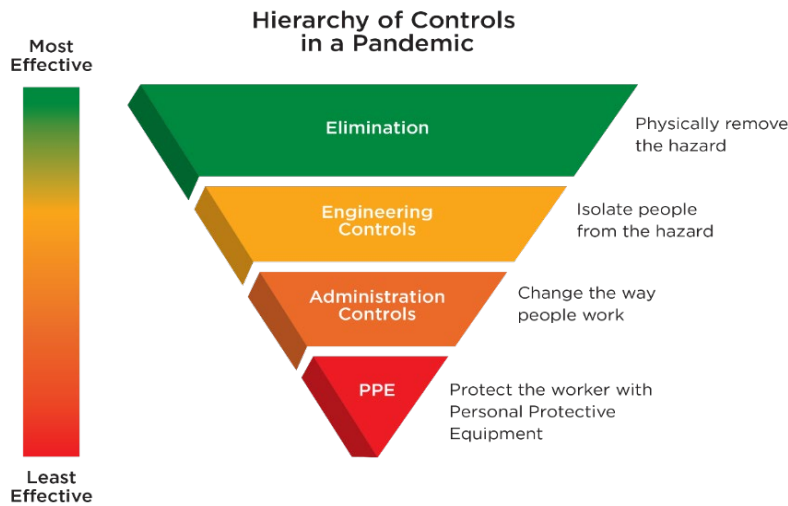 Hierarchy of Controls
in a Pandemic
Most
Effective
Elimination
Physically remove
the hazard
Engineering
Controls
Isolate people
from the hazard
Administration
Controls
Change the way
people work
PPE
Protect the worker with
Personal Protective
Equipment
Least
Effective